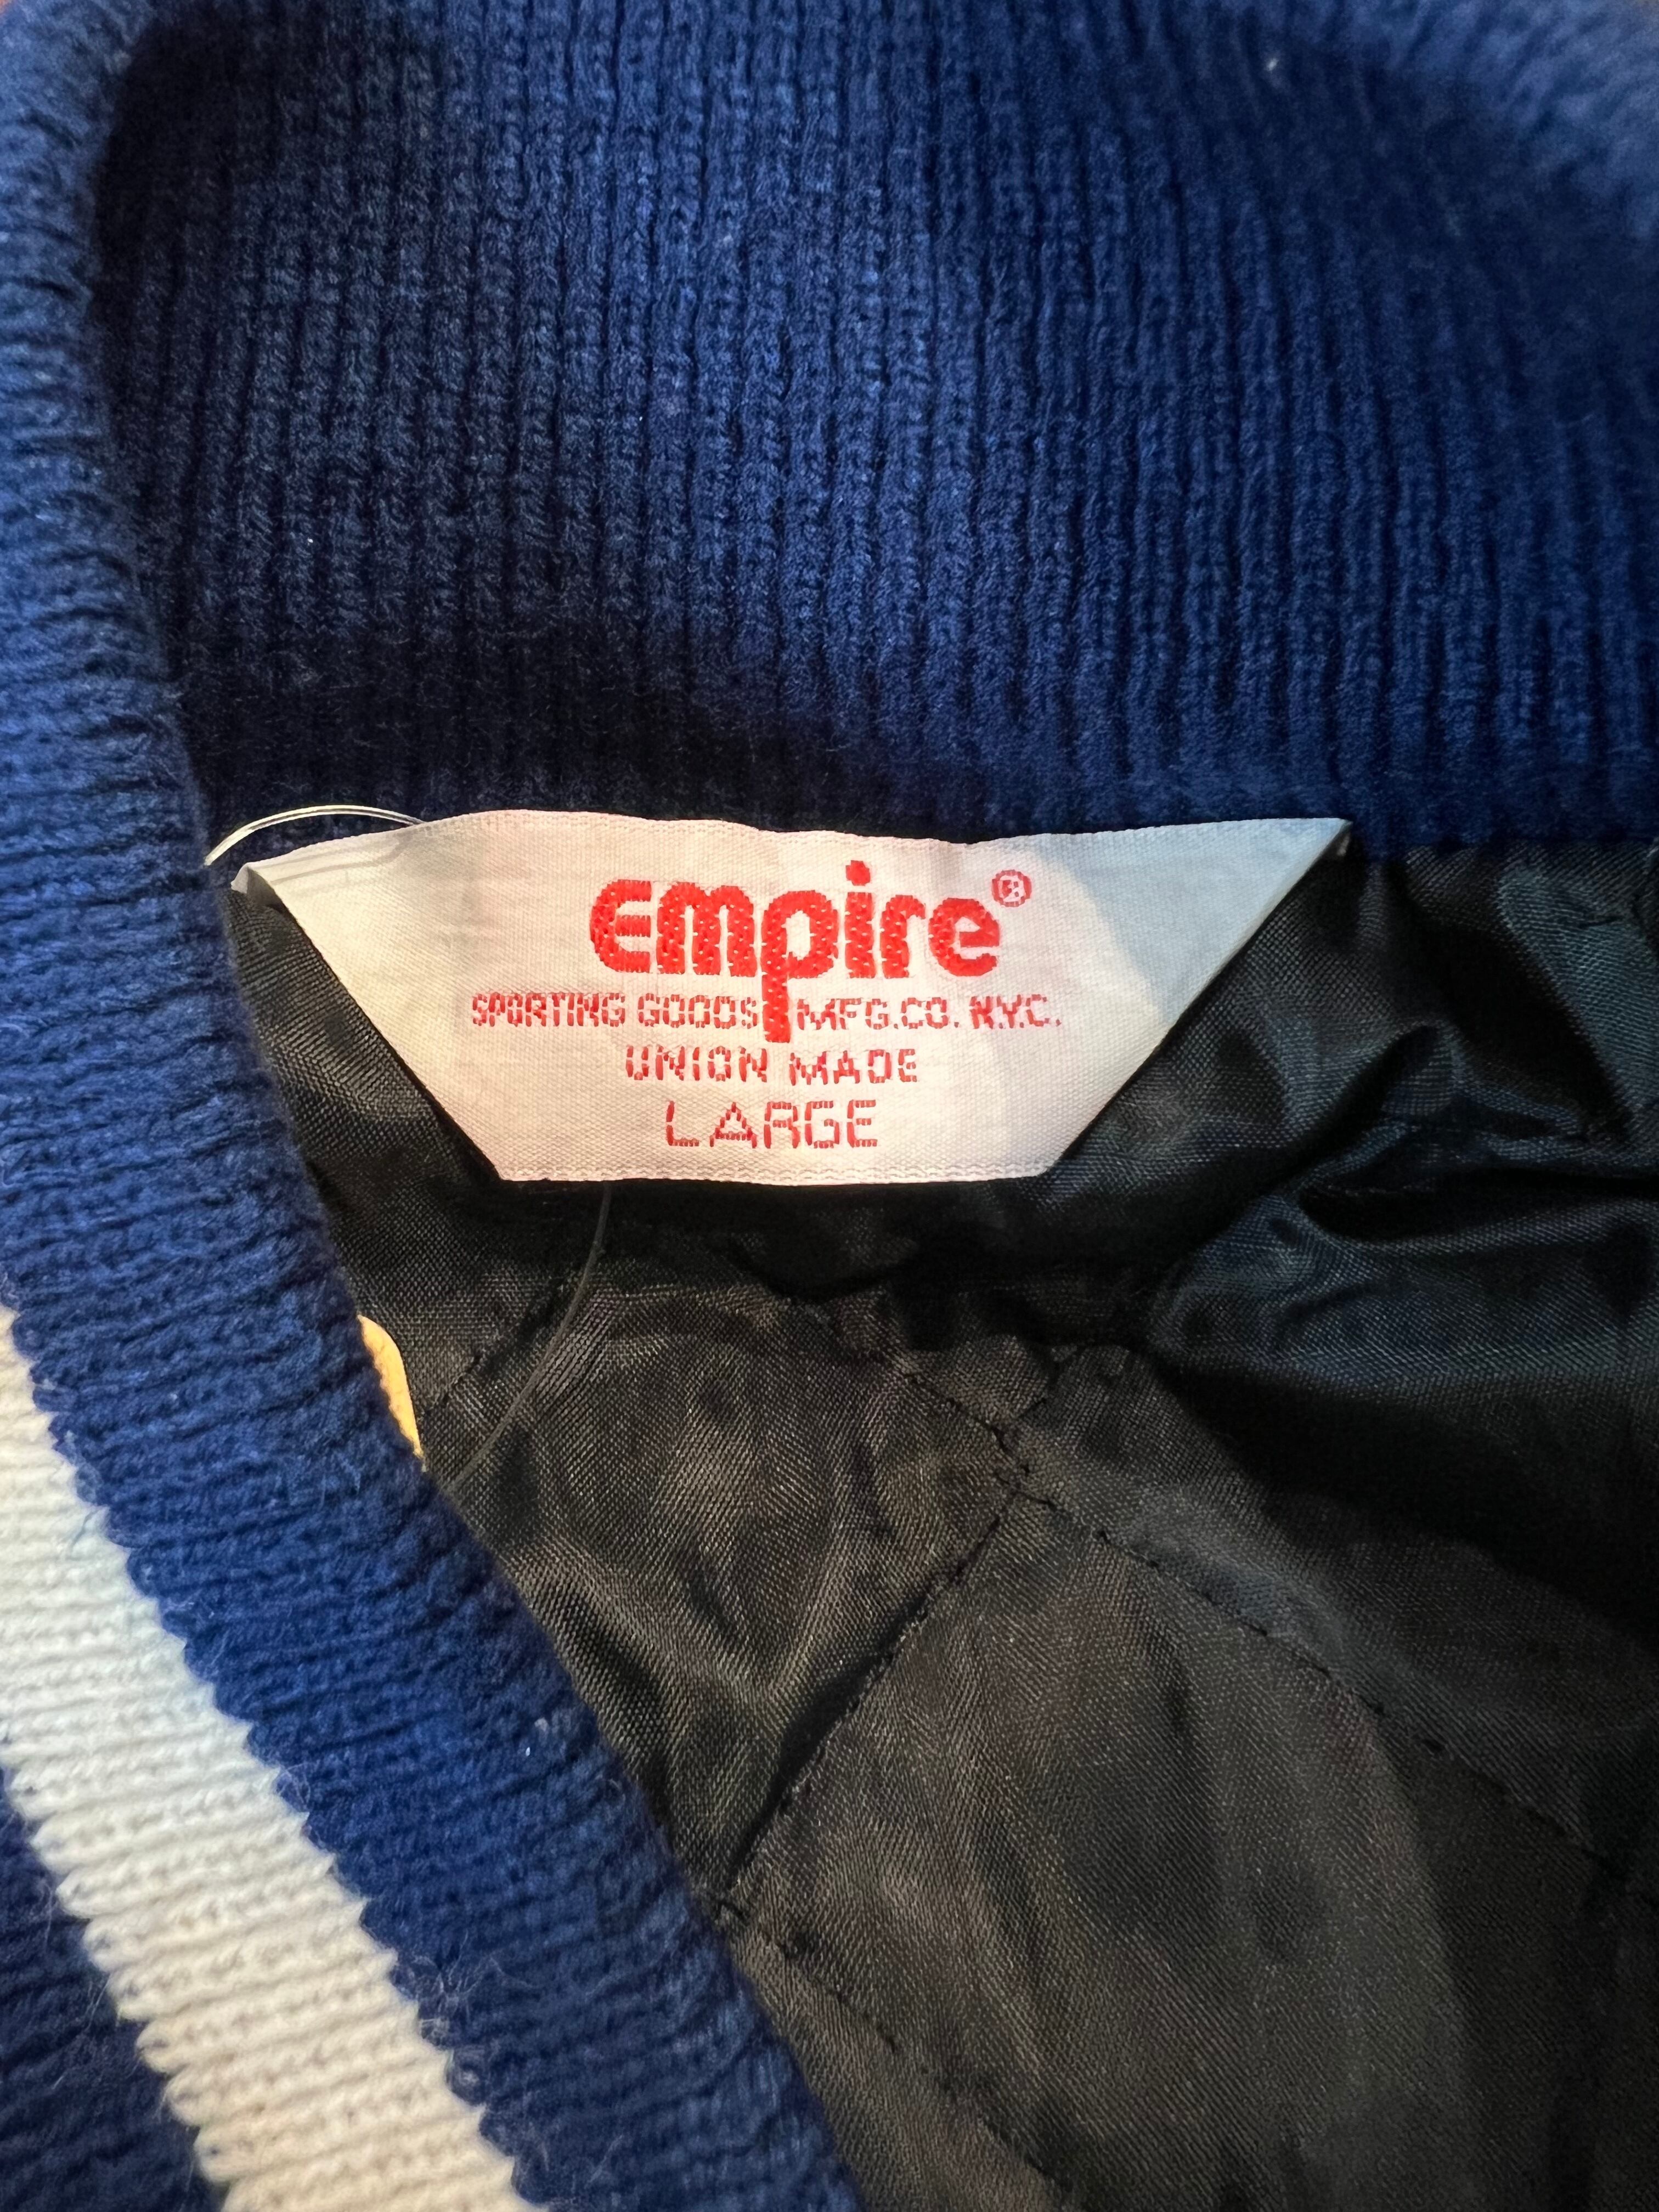 empire®
SPORTING GOODS MFG.CO. N.Y.C.
UNION MADE
LARGE